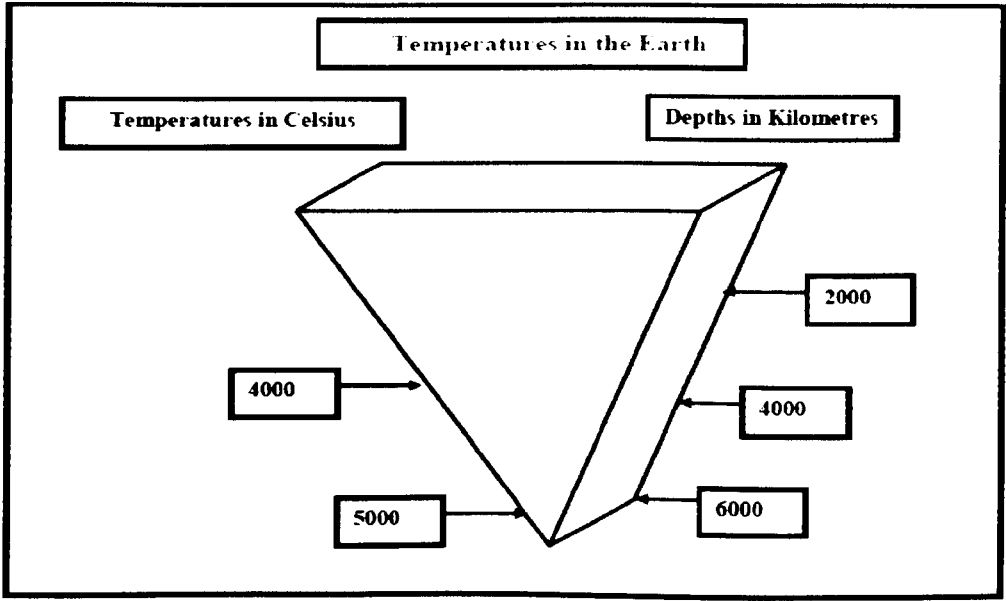 Temperatures in the Earth
Temperatures in Celsius
Depths in Kilometres
2000
4000
4000
5000
6000